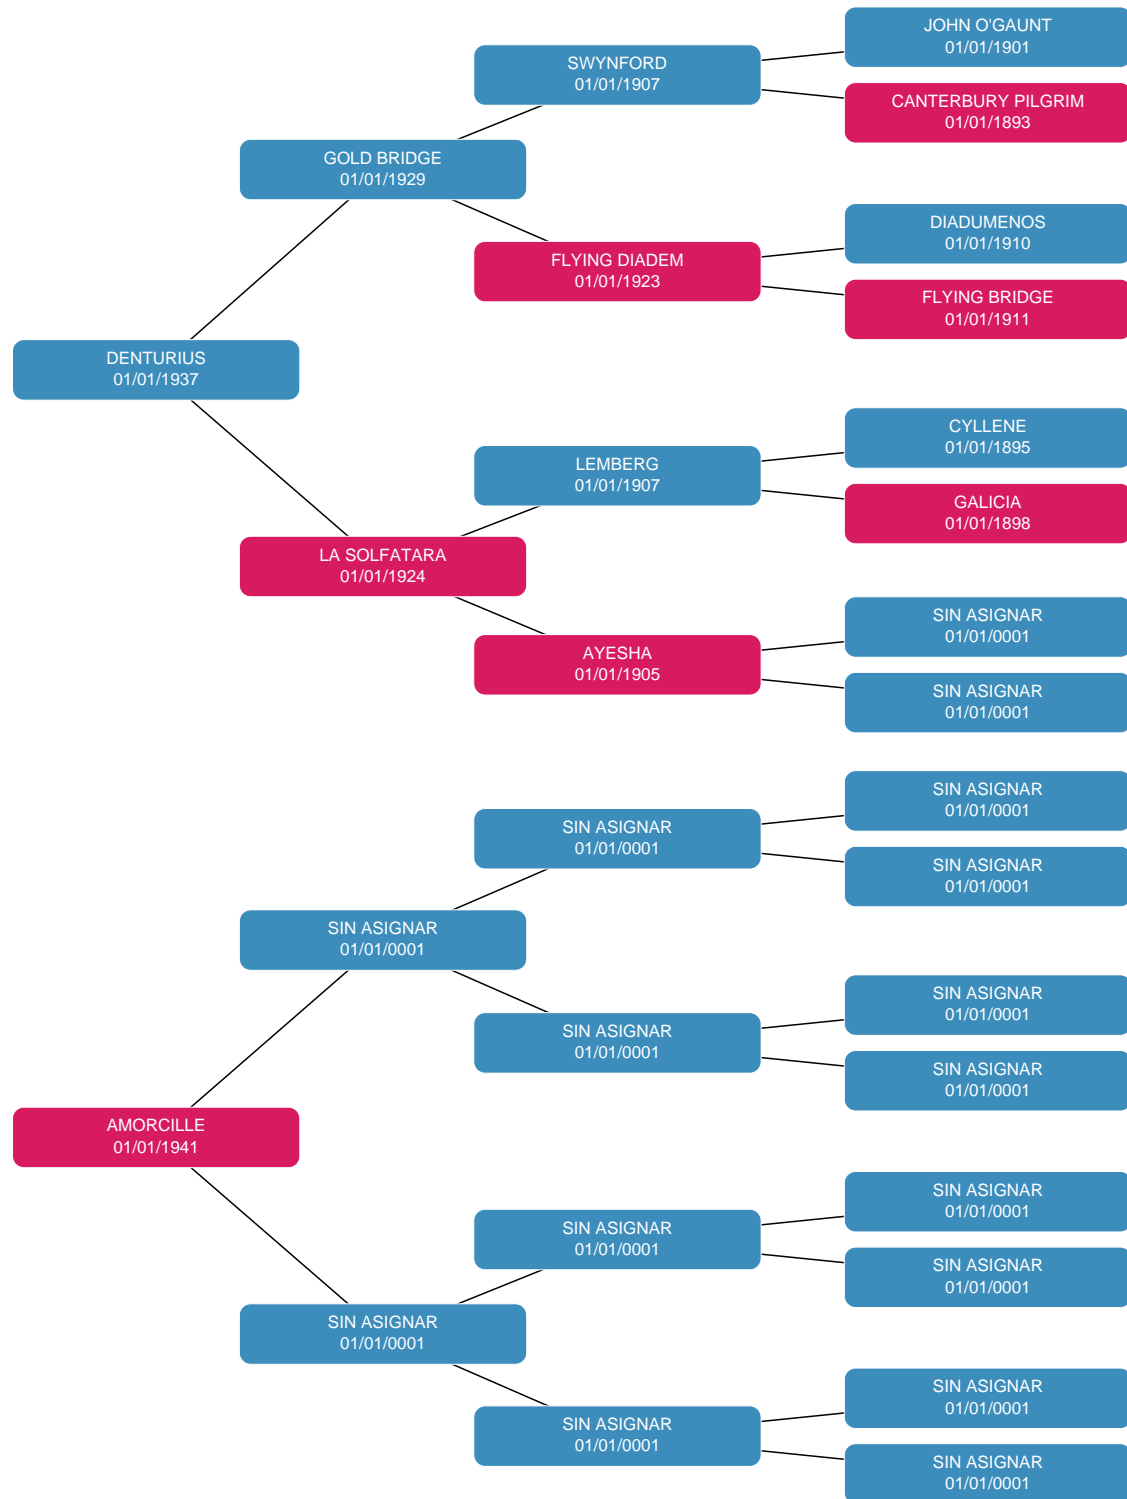 JOHN O'GAUNT
01/01/1901
SWYNFORD
01/01/1907
CANTERBURY PILGRIM
01/01/1893
GOLD BRIDGE
01/01/1929
DIADUMENOS
01/01/1910
FLYING DIADEM
01/01/1923
FLYING BRIDGE
01/01/1911
DENTURIUS
01/01/1937
CYLLENE
01/01/1895
LEMBERG
01/01/1907
GALICIA
01/01/1898
LA SOLFATARA
01/01/1924
SIN ASIGNAR
01/01/0001
AYESHA
01/01/1905
SIN ASIGNAR
01/01/0001
SIN ASIGNAR
01/01/0001
SIN ASIGNAR
01/01/0001
SIN ASIGNAR
01/01/0001
SIN ASIGNAR
01/01/0001
SIN ASIGNAR
01/01/0001
SIN ASIGNAR
01/01/0001
SIN ASIGNAR
01/01/0001
AMORCILLE
01/01/1941
SIN ASIGNAR
01/01/0001
SIN ASIGNAR
01/01/0001
SIN ASIGNAR
01/01/0001
SIN ASIGNAR
01/01/0001
SIN ASIGNAR
01/01/0001
SIN ASIGNAR
01/01/0001
SIN ASIGNAR
01/01/0001